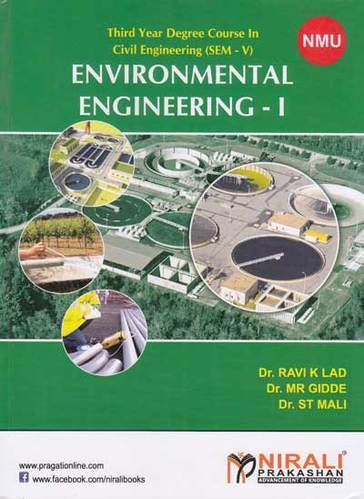 Third Year Degree Course In
Civil Engineering (SEM - V)
NMU
ENVIRONMENTAL
ENGINEERING - I
Dr. RAVI K LAD
Dr. MR GIDDE
Dr. ST MALI
www.pragationline.com
www.facebook.com/niralibooks
NIRALI
PRAKASHAN
ADVANCEMENT OF KNOWLEDGE